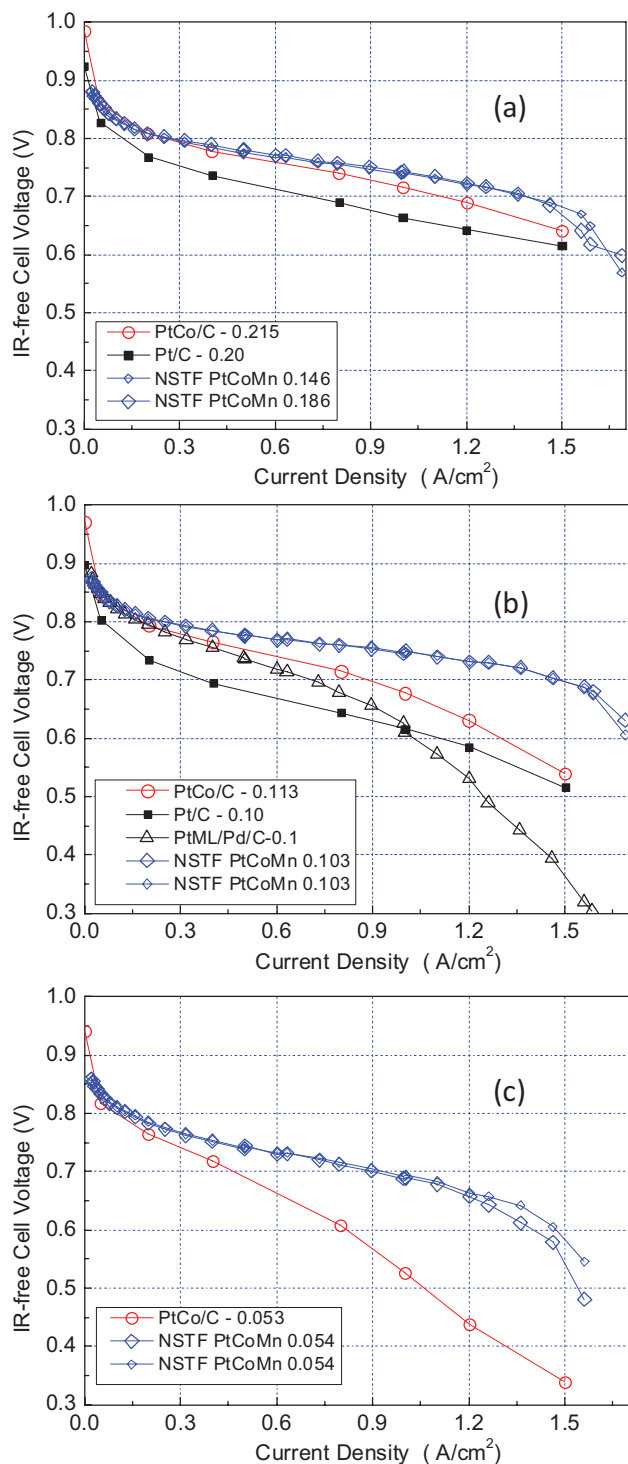 1.0
0.9
0.8
0.7
0.6
0.5
0.4
0.3
IR-free Cell Voltage (V)
(a)
PtCo/C - 0.215
Pt/C - 0.20
NSTF PtCoMn 0.146
NSTF PtCoMn 0.186
0.0 0.3 0.6 0.9 1.2 1.5
Current Density ( A/cm²)
1.0
0.9
0.8
0.7
0.6
0.5
0.4
0.3
IR-free Cell Voltage (V)
(b)
PtCo/C - 0.113
Pt/C - 0.10
PtML/Pd/C-0.1
NSTF PtCoMn 0.103
NSTF PtCoMn 0.103
0.0 0.3 0.6 0.9 1.2 1.5
Current Density ( A/cm²)
1.0
0.9
0.8
0.7
0.6
0.5
0.4
0.3
IR-free Cell Voltage (V)
(c)
PtCo/C - 0.053
NSTF PtCoMn 0.054
NSTF PtCoMn 0.054
0.0 0.3 0.6 0.9 1.2 1.5
Current Density ( A/cm²)